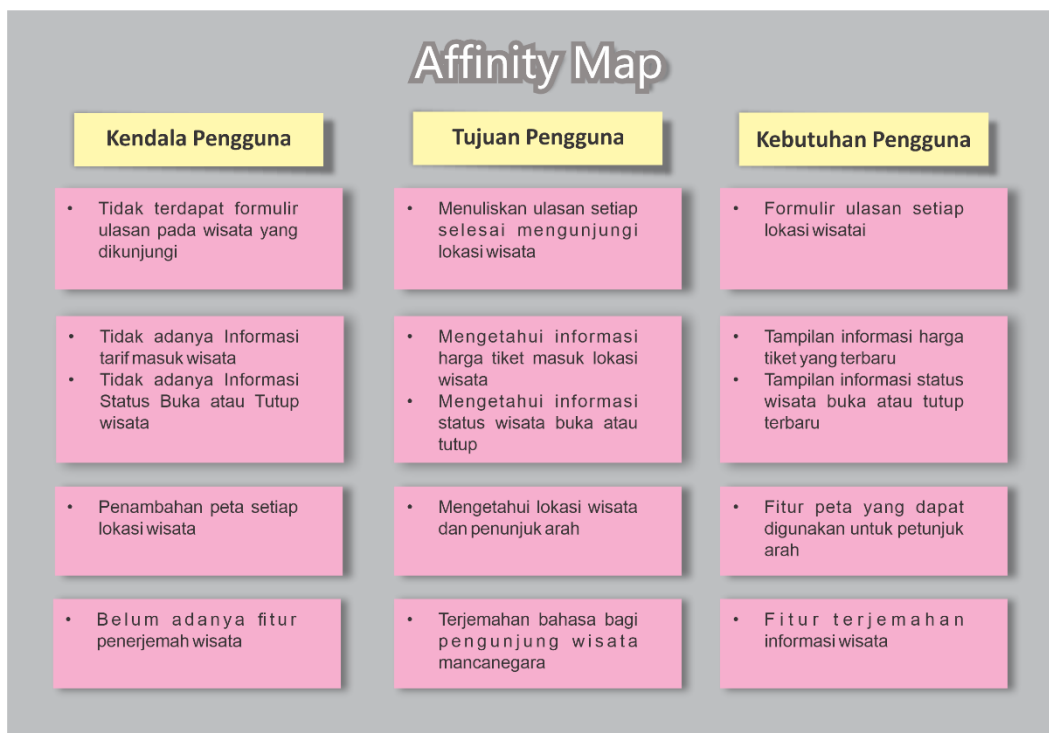 Affinity Map
Kendala Pengguna
Tujuan Pengguna
Kebutuhan Pengguna
• Tidak terdapat formulir
ulasan pada wisata yang
dikunjungi
• Menuliskan ulasan setiap
selesai mengunjungi
lokasi wisata
• Formulir ulasan setiap
lokasi wisatai
• Tidak adanya Informasi
tarif masuk wisata
• Tidak adanya Informasi
Status Buka atau Tutup
wisata
• Mengetahui informasi
harga tiket masuk lokasi
wisata
• Mengetahui informasi
status wisata buka atau
tutup
• Tampilan informasi harga
tiket yang terbaru
• Tampilan informasi status
wisata buka atau tutup
terbaru
• Penambahan peta setiap
lokasi wisata
• Mengetahui lokasi wisata
dan penunjuk arah
• Fitur peta yang dapat
digunakan untuk petunjuk
arah
• Belum adanya fitur
penerjemah wisata
• Terjemahan bahasa bagi
pengunjung wisata
mancanegara
• Fitur terjemahan
informasi wisata